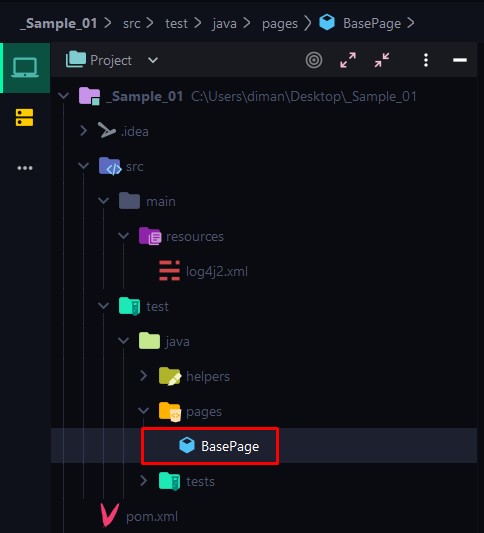 _Sample_01 > src > test > java > pages > BasePage >
Project
_Sample_01 C:\Users\diman\Desktop\_Sample_01
.idea
src
main
resources
log4j2.xml
test
java
helpers
pages
BasePage
tests
pom.xml